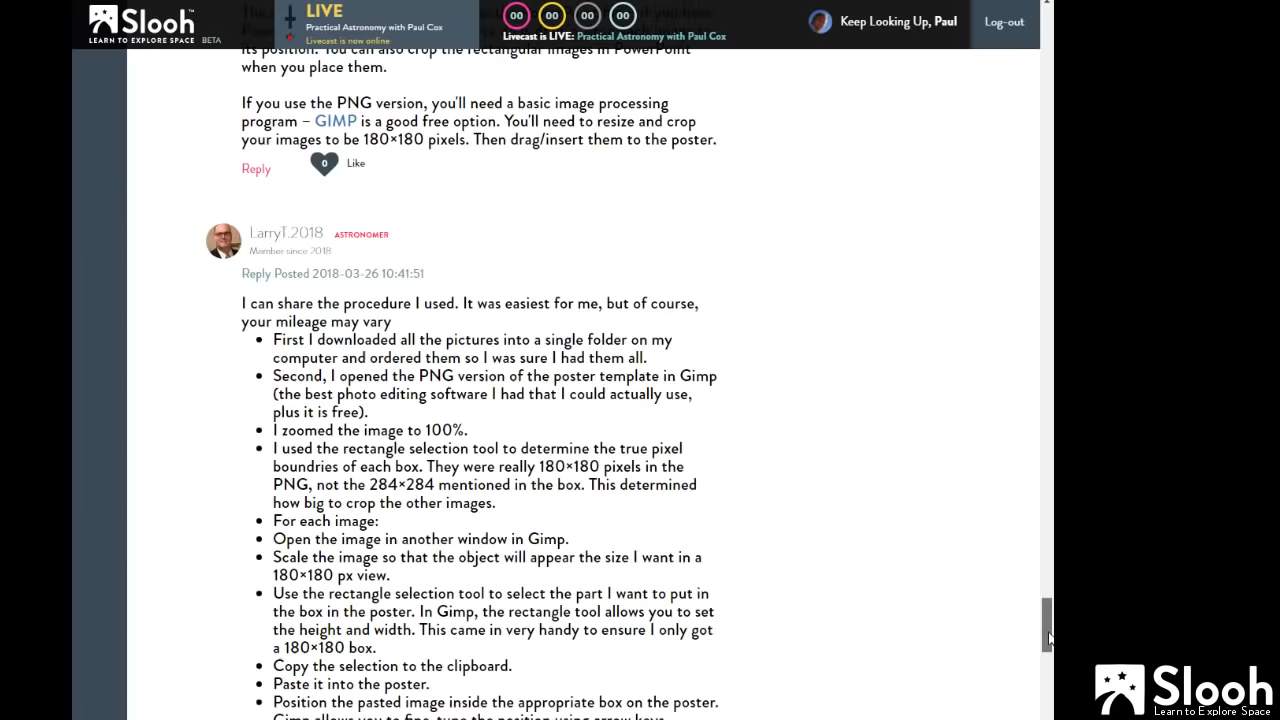 Slooh™
LEARN TO EXPLORE SPACE BETA
LIVE
Practical Astronomy with Paul Cox
Livecast is now online
00 00 00 00
Livecast is LIVE: Practical Astronomy with Paul Cox
Keep Looking Up, Paul
Log-out
its position. You can also crop the rectangular images in PowerPoint
when you place them.
If you use the PNG version, you'll need a basic image processing
program – GIMP is a good free option. You'll need to resize and crop
your images to be 180×180 pixels. Then drag/insert them to the poster.
Reply 0 Like
LarryT.2018 ASTRONOMER
Member since 2018
Reply Posted 2018-03-26 10:41:51
I can share the procedure I used. It was easiest for me, but of course,
your mileage may vary
• First I downloaded all the pictures into a single folder on my
computer and ordered them so I was sure I had them all.
• Second, I opened the PNG version of the poster template in Gimp
(the best photo editing software I had that I could actually use,
plus it is free).
• I zoomed the image to 100%.
• I used the rectangle selection tool to determine the true pixel
boundries of each box. They were really 180×180 pixels in the
PNG, not the 284×284 mentioned in the box. This determined
how big to crop the other images.
• For each image:
• Open the image in another window in Gimp.
• Scale the image so that the object will appear the size I want in a
180×180 px view.
• Use the rectangle selection tool to select the part I want to put in
the box in the poster. In Gimp, the rectangle tool allows you to set
the height and width. This came in very handy to ensure I only got
a 180×180 box.
• Copy the selection to the clipboard.
• Paste it into the poster.
• Position the pasted image inside the appropriate box on the poster.
Gimp allows you to fine-tune the position using arrow keys
Slooh
Learn to Explore Space